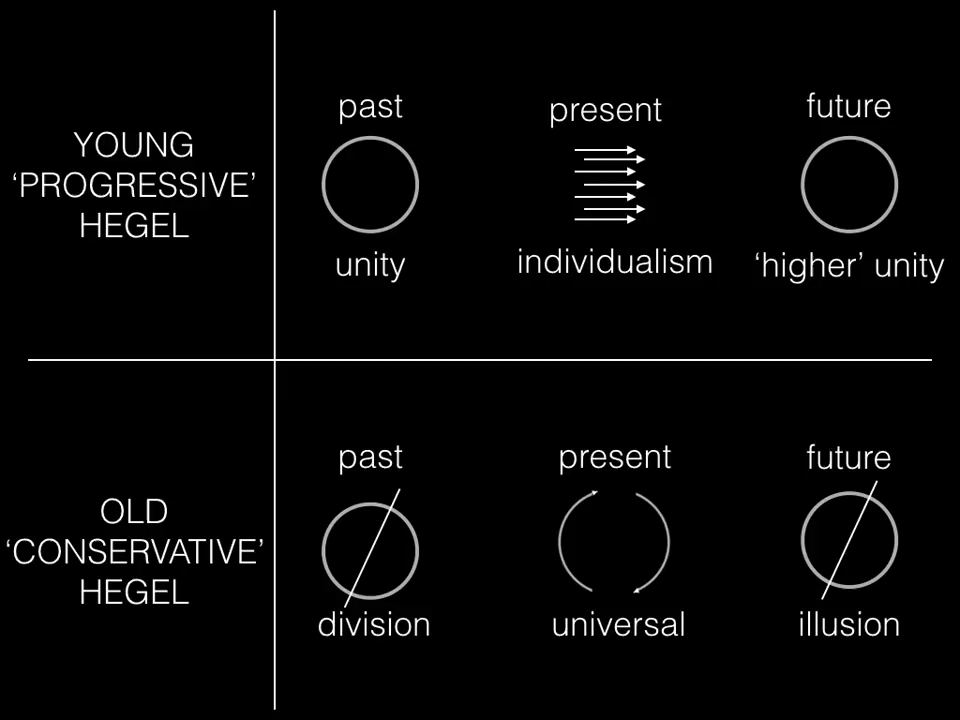 YOUNG
‘PROGRESSIVE’
HEGEL
past
present
future
unity
individualism
‘higher’ unity
OLD
‘CONSERVATIVE’
HEGEL
past
present
future
division
universal
illusion